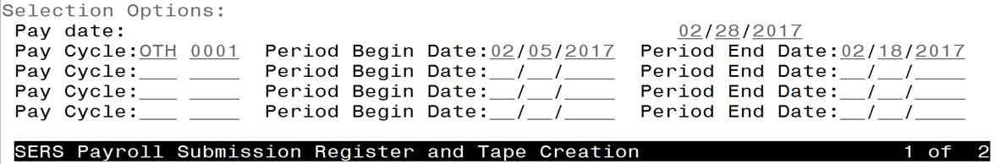 Selection Options:
Pay date: 02/28/2017
Pay Cycle:OTH 0001 Period Begin Date:02/05/2017 Period End Date:02/18/2017
Pay Cycle:___ ____ Period Begin Date:__/__/____ Period End Date:__/__/____
Pay Cycle:___ ____ Period Begin Date:__/__/____ Period End Date:__/__/____
Pay Cycle:___ ____ Period Begin Date:__/__/____ Period End Date:__/__/____
SERS Payroll Submission Register and Tape Creation 1 of 2